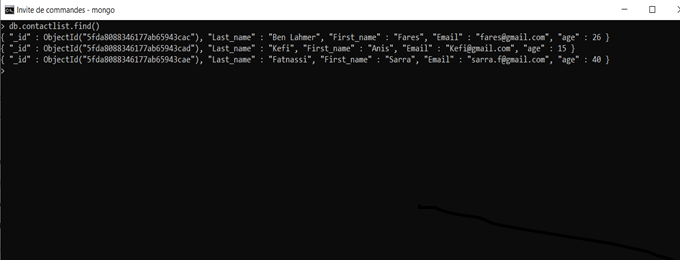 Invite de commandes - mongo
> db.contactlist.find()
{ "_id" : ObjectId("5fda8088346177ab65943cac"), "Last_name" : "Ben Lahmer", "First_name" : "Fares", "Email" : "fares@gmail.com", "age" : 26 }
{ "_id" : ObjectId("5fda8088346177ab65943cad"), "Last_name" : "Kefi", "First_name" : "Anis", "Email" : "Kefi@gmail.com", "age" : 15 }
{ "_id" : ObjectId("5fda8088346177ab65943cae"), "Last_name" : "Fatnassi", "First_name" : "Sarra", "Email" : "sarra.f@gmail.com", "age" : 40 }
>